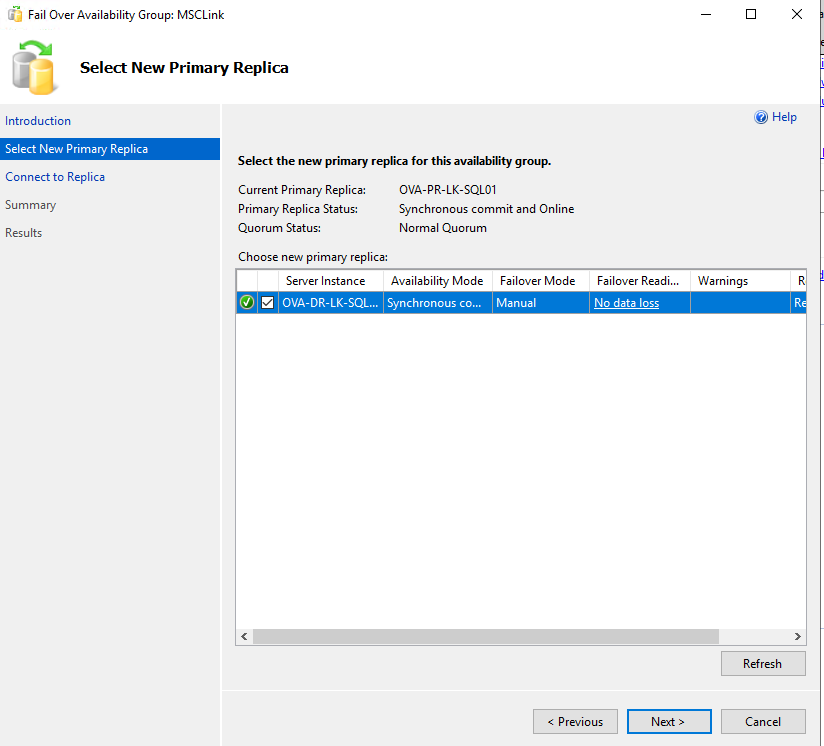 Fail Over Availability Group: MSCLink
Select New Primary Replica
Introduction
Select New Primary Replica
Connect to Replica
Summary
Results
Help
Select the new primary replica for this availability group.
Current Primary Replica: OVA-PR-LK-SQL01
Primary Replica Status: Synchronous commit and Online
Quorum Status: Normal Quorum
Choose new primary replica:
Server Instance Availability Mode Failover Mode Failover Readi... Warnings R
OVA-DR-LK-SQL... Synchronous co... Manual No data loss Re
Refresh
< Previous Next > Cancel